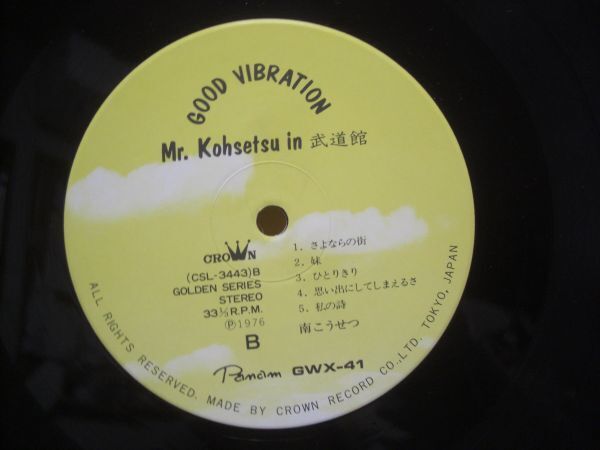 GOOD VIBRATION
Mr. Kohsetsu in 武道館
CROWN
(CSL-3443)B
GOLDEN SERIES
STEREO
33⅓R.P.M.
Ⓟ1976
B
1. さよならの街
2. 妹
3. ひとりきり
4. 思い出にしてしまえるさ
5. 私の詩
南こうせつ
Panam GWX-41
ALL RIGHTS RESERVED. MADE BY CROWN RECORD CO.,LTD. TOKYO, JAPAN